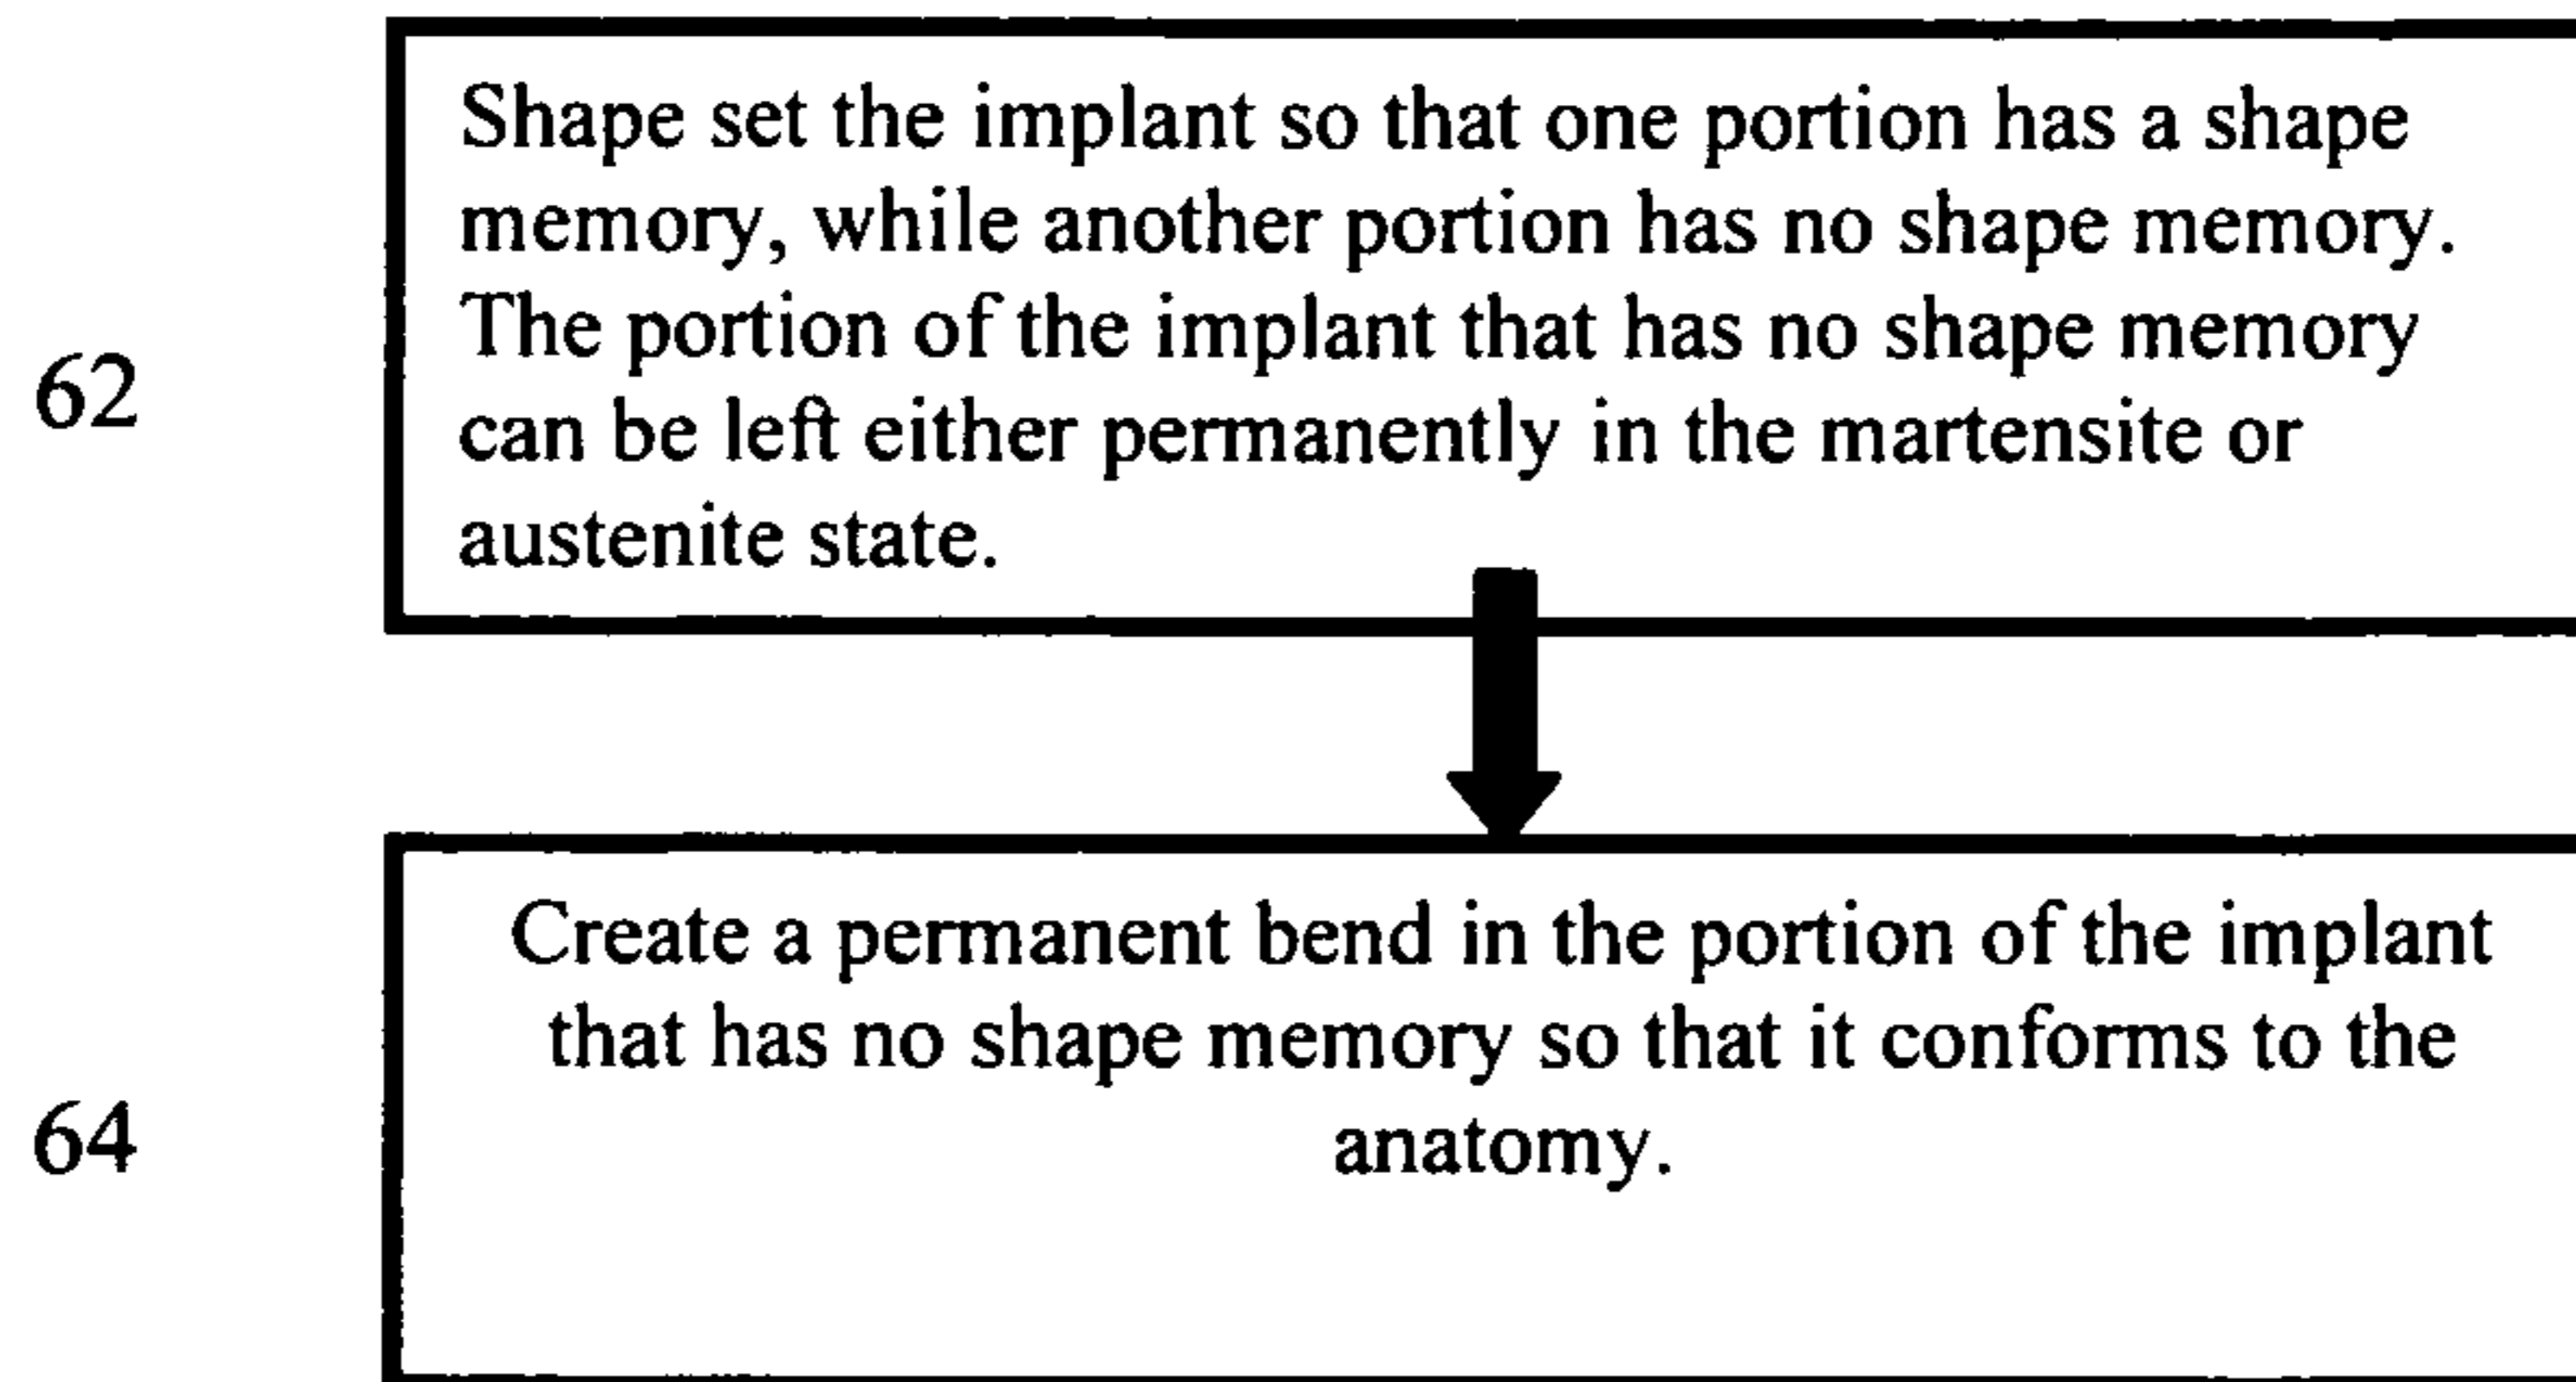 Shape set the implant so that one portion has a shape
memory, while another portion has no shape memory.
The portion of the implant that has no shape memory
62
can be left either permanently in the martensite or
austenite state.
Create a permanent bend in the portion of the implant
that has no shape memory so that it conforms to the
64
anatomy.